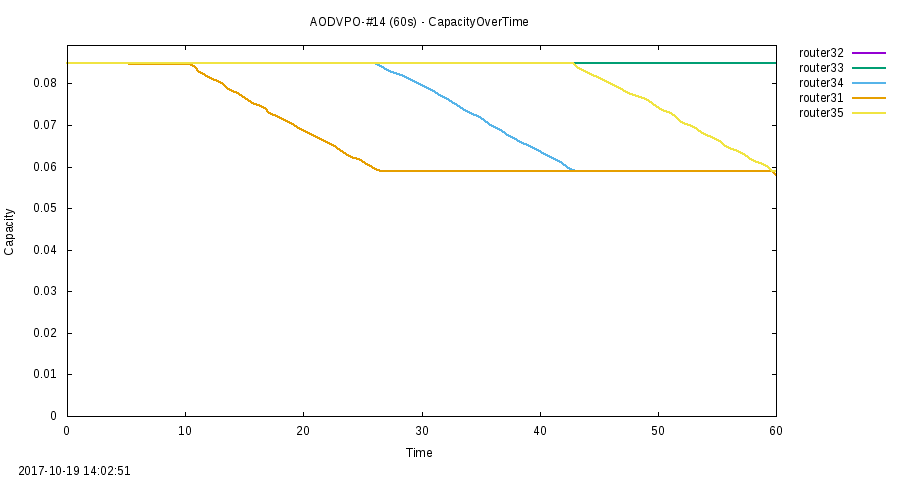 AODVPO-#14 (60s) - CapacityOverTime
router32
router33
router34
router31
router35
0.08
0.07
0.06
0.05
0.04
0.03
0.02
0.01
0
Capacity
0 10 20 30 40 50 60
Time
2017-10-19 14:02:51